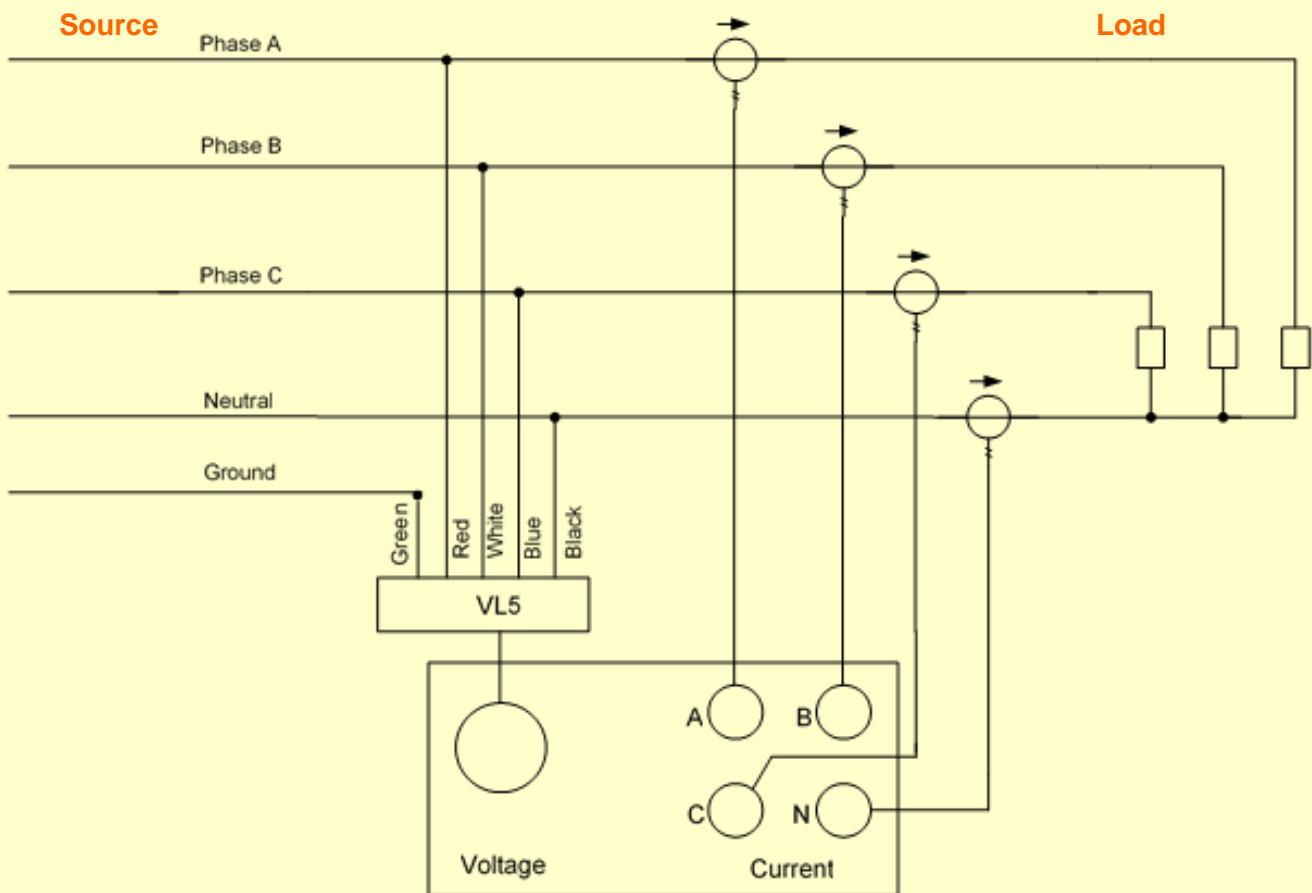 Source
Load
Phase A
Phase B
Phase C
Neutral
Ground
Green
Red
White
Blue
Black
VL5
A
B
C
N
Voltage
Current